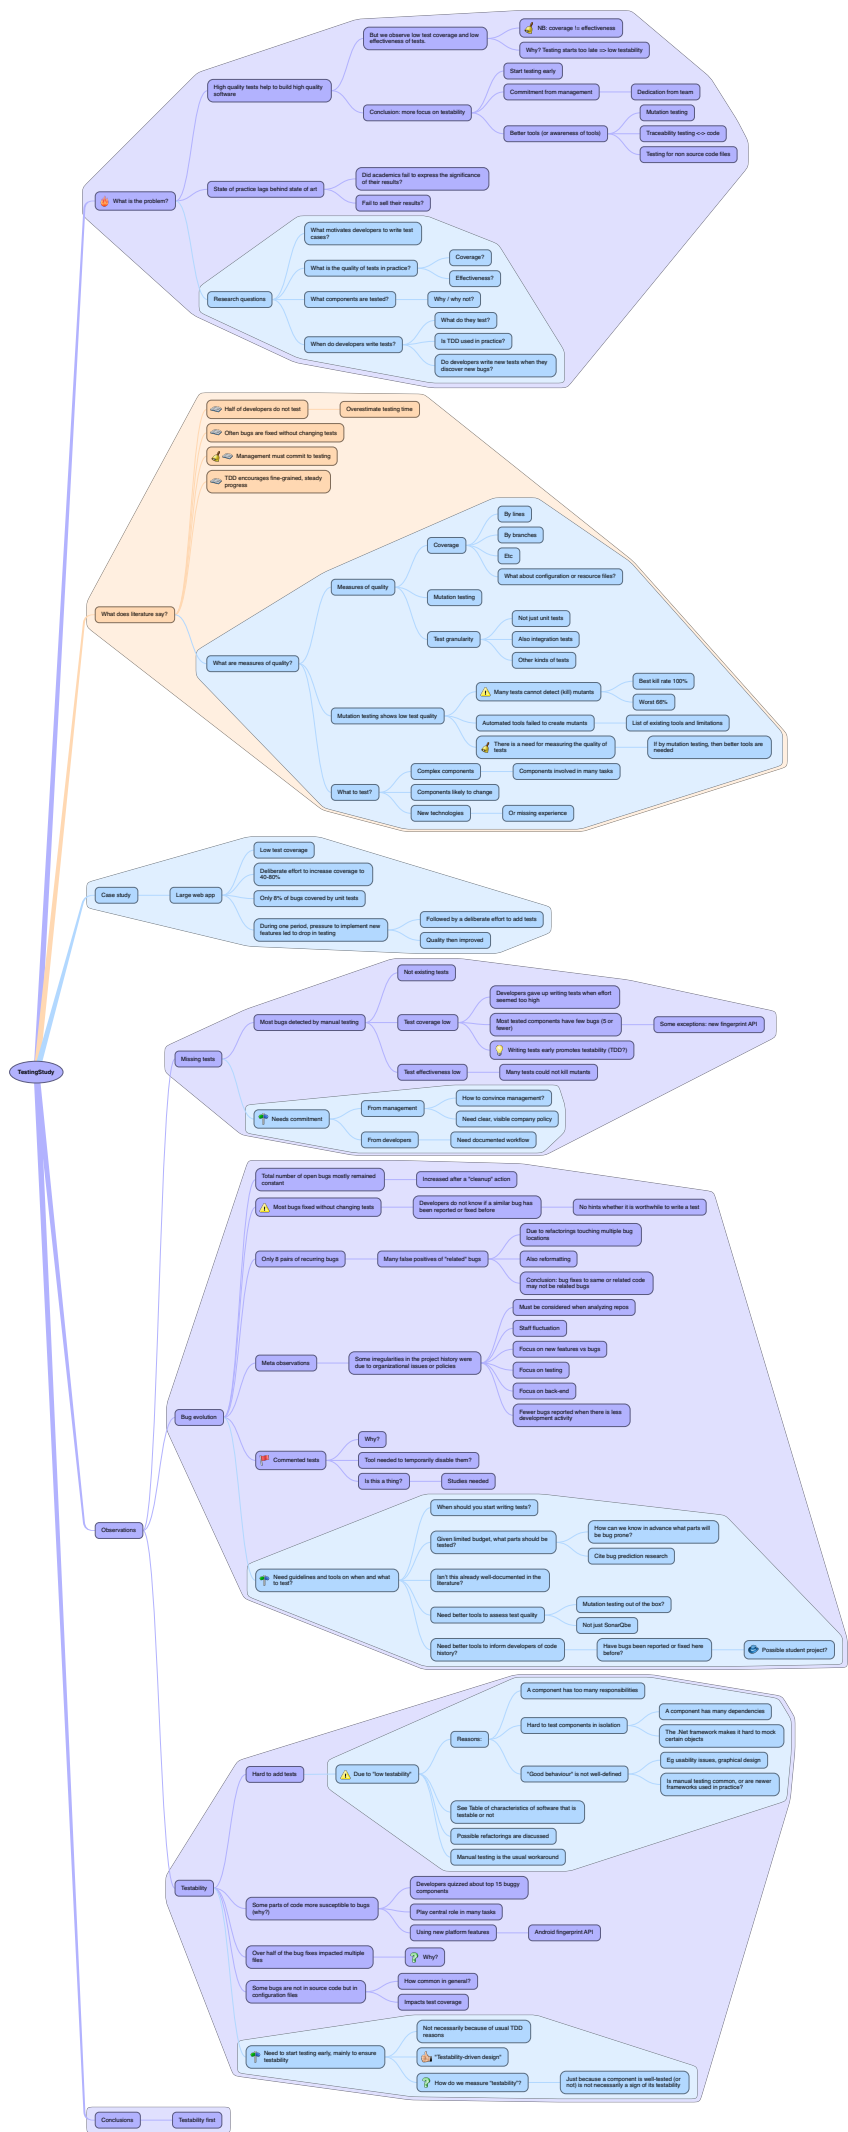 But we observe low test coverage and low
effectiveness of tests.
NB: coverage != effectiveness
Why? Testing starts too late => low testability
High quality tests help to build high quality
software
Start testing early
Commitment from management
Dedication from team
Conclusion: more focus on testability
Mutation testing
Better tools (or awareness of tools)
Traceability testing <-> code
Testing for non source code files
What is the problem?
State of practice lags behind state of art
Did academics fail to express the significance
of their results?
Fail to sell their results?
What motivates developers to write test
cases?
What is the quality of tests in practice?
Coverage?
Effectiveness?
Research questions
What components are tested?
Why / why not?
When do developers write tests?
What do they test?
Is TDD used in practice?
Do developers write new tests when they
discover new bugs?
Half of developers do not test
Overestimate testing time
Often bugs are fixed without changing tests
Management must commit to testing
TDD encourages fine-grained, steady
progress
What does literature say?
What are measures of quality?
Measures of quality
Coverage
By lines
By branches
Etc
What about configuration or resource files?
Mutation testing
Test granularity
Not just unit tests
Also integration tests
Other kinds of tests
Mutation testing shows low test quality
Many tests cannot detect (kill) mutants
Best kill rate 100%
Worst 66%
Automated tools failed to create mutants
List of existing tools and limitations
There is a need for measuring the quality of
tests
If by mutation testing, then better tools are
needed
What to test?
Complex components
Components involved in many tasks
Components likely to change
New technologies
Or missing experience
Case study
Large web app
Low test coverage
Deliberate effort to increase coverage to
40-80%
Only 8% of bugs covered by unit tests
During one period, pressure to implement new
features led to drop in testing
Followed by a deliberate effort to add tests
Quality then improved
TestingStudy
Observations
Missing tests
Most bugs detected by manual testing
Not existing tests
Test coverage low
Developers gave up writing tests when effort
seemed too high
Most tested components have few bugs (5 or
fewer)
Some exceptions: new fingerprint API
Writing tests early promotes testability (TDD?)
Test effectiveness low
Many tests could not kill mutants
Needs commitment
From management
How to convince management?
Need clear, visible company policy
From developers
Need documented workflow
Bug evolution
Total number of open bugs mostly remained
constant
Increased after a "cleanup" action
Most bugs fixed without changing tests
Developers do not know if a similar bug has
been reported or fixed before
No hints whether it is worthwhile to write a test
Only 8 pairs of recurring bugs
Many false positives of "related" bugs
Due to refactorings touching multiple bug
locations
Also reformatting
Conclusion: bug fixes to same or related code
may not be related bugs
Meta observations
Some irregularities in the project history were
due to organizational issues or policies
Must be considered when analyzing repos
Staff fluctuation
Focus on new features vs bugs
Focus on testing
Focus on back-end
Fewer bugs reported when there is less
development activity
Commented tests
Why?
Tool needed to temporarily disable them?
Is this a thing?
Studies needed
Need guidelines and tools on when and what
to test?
When should you start writing tests?
Given limited budget, what parts should be
tested?
How can we know in advance what parts will
be bug prone?
Cite bug prediction research
Isn't this already well-documented in the
literature?
Need better tools to assess test quality
Mutation testing out of the box?
Not just SonarQbe
Need better tools to inform developers of code
history?
Have bugs been reported or fixed here
before?
Possible student project?
Testability
Hard to add tests
Due to "low testability"
Reasons:
A component has too many responsibilities
Hard to test components in isolation
A component has many dependencies
The .Net framework makes it hard to mock
certain objects
"Good behaviour" is not well-defined
Eg usability issues, graphical design
Is manual testing common, or are newer
frameworks used in practice?
See Table of characteristics of software that is
testable or not
Possible refactorings are discussed
Manual testing is the usual workaround
Some parts of code more susceptible to bugs
(why?)
Developers quizzed about top 15 buggy
components
Play central role in many tasks
Using new platform features
Android fingerprint API
Over half of the bug fixes impacted multiple
files
Why?
Some bugs are not in source code but in
configuration files
How common in general?
Impacts test coverage
Need to start testing early, mainly to ensure
testability
Not necessarily because of usual TDD
reasons
"Testability-driven design"
How do we measure "testability"?
Just because a component is well-tested (or
not) is not necessarily a sign of its testability
Conclusions
Testability first